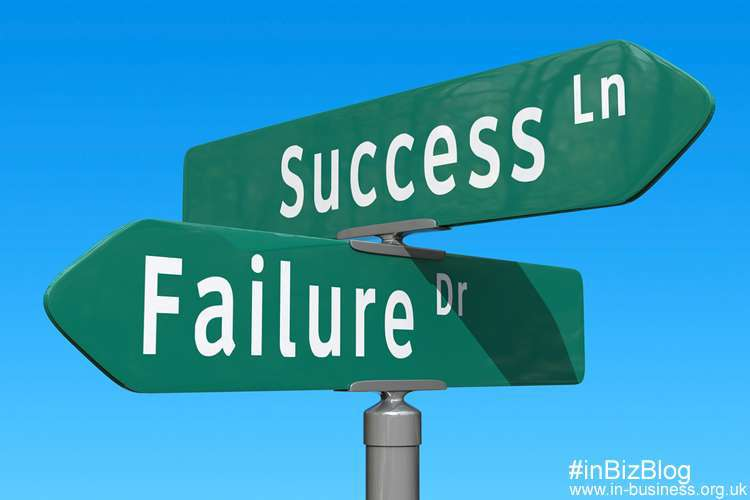 Success Ln
Failure Dr
#inBizBlog
www.in-business.org.uk